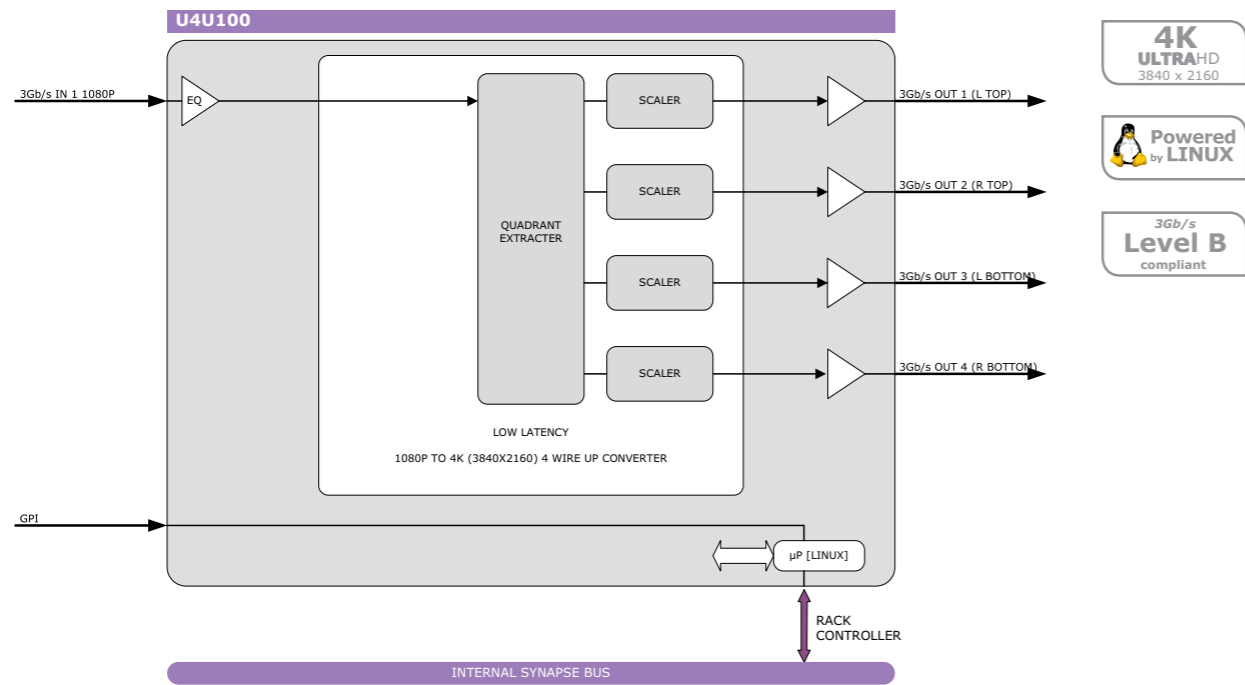 U4U100
3Gb/s IN 1 1080P
EQ
QUADRANT
EXTRACTER
SCALER
3Gb/s OUT 1 (L TOP)
SCALER
3Gb/s OUT 2 (R TOP)
SCALER
3Gb/s OUT 3 (L BOTTOM)
SCALER
3Gb/s OUT 4 (R BOTTOM)
LOW LATENCY
1080P TO 4K (3840X2160) 4 WIRE UP CONVERTER
GPI
µP [LINUX]
RACK
CONTROLLER
INTERNAL SYNAPSE BUS
4K
ULTRAHD
3840 x 2160
Powered
by LINUX
3Gb/s
Level B
compliant